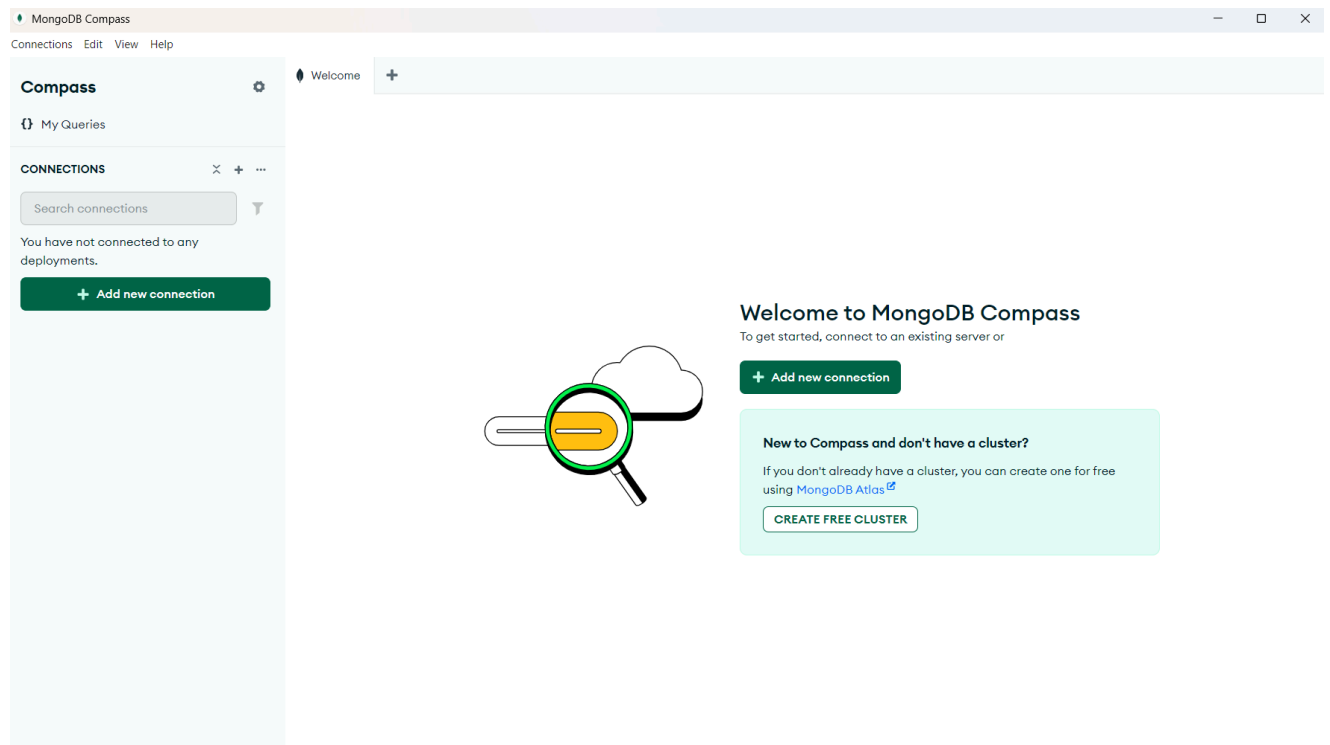 MongoDB Compass
Connections Edit View Help
Compass
{} My Queries
CONNECTIONS
Search connections
You have not connected to any
deployments.
+ Add new connection
Welcome
Welcome to MongoDB Compass
To get started, connect to an existing server or
+ Add new connection
New to Compass and don't have a cluster?
If you don't already have a cluster, you can create one for free
using MongoDB Atlas
CREATE FREE CLUSTER